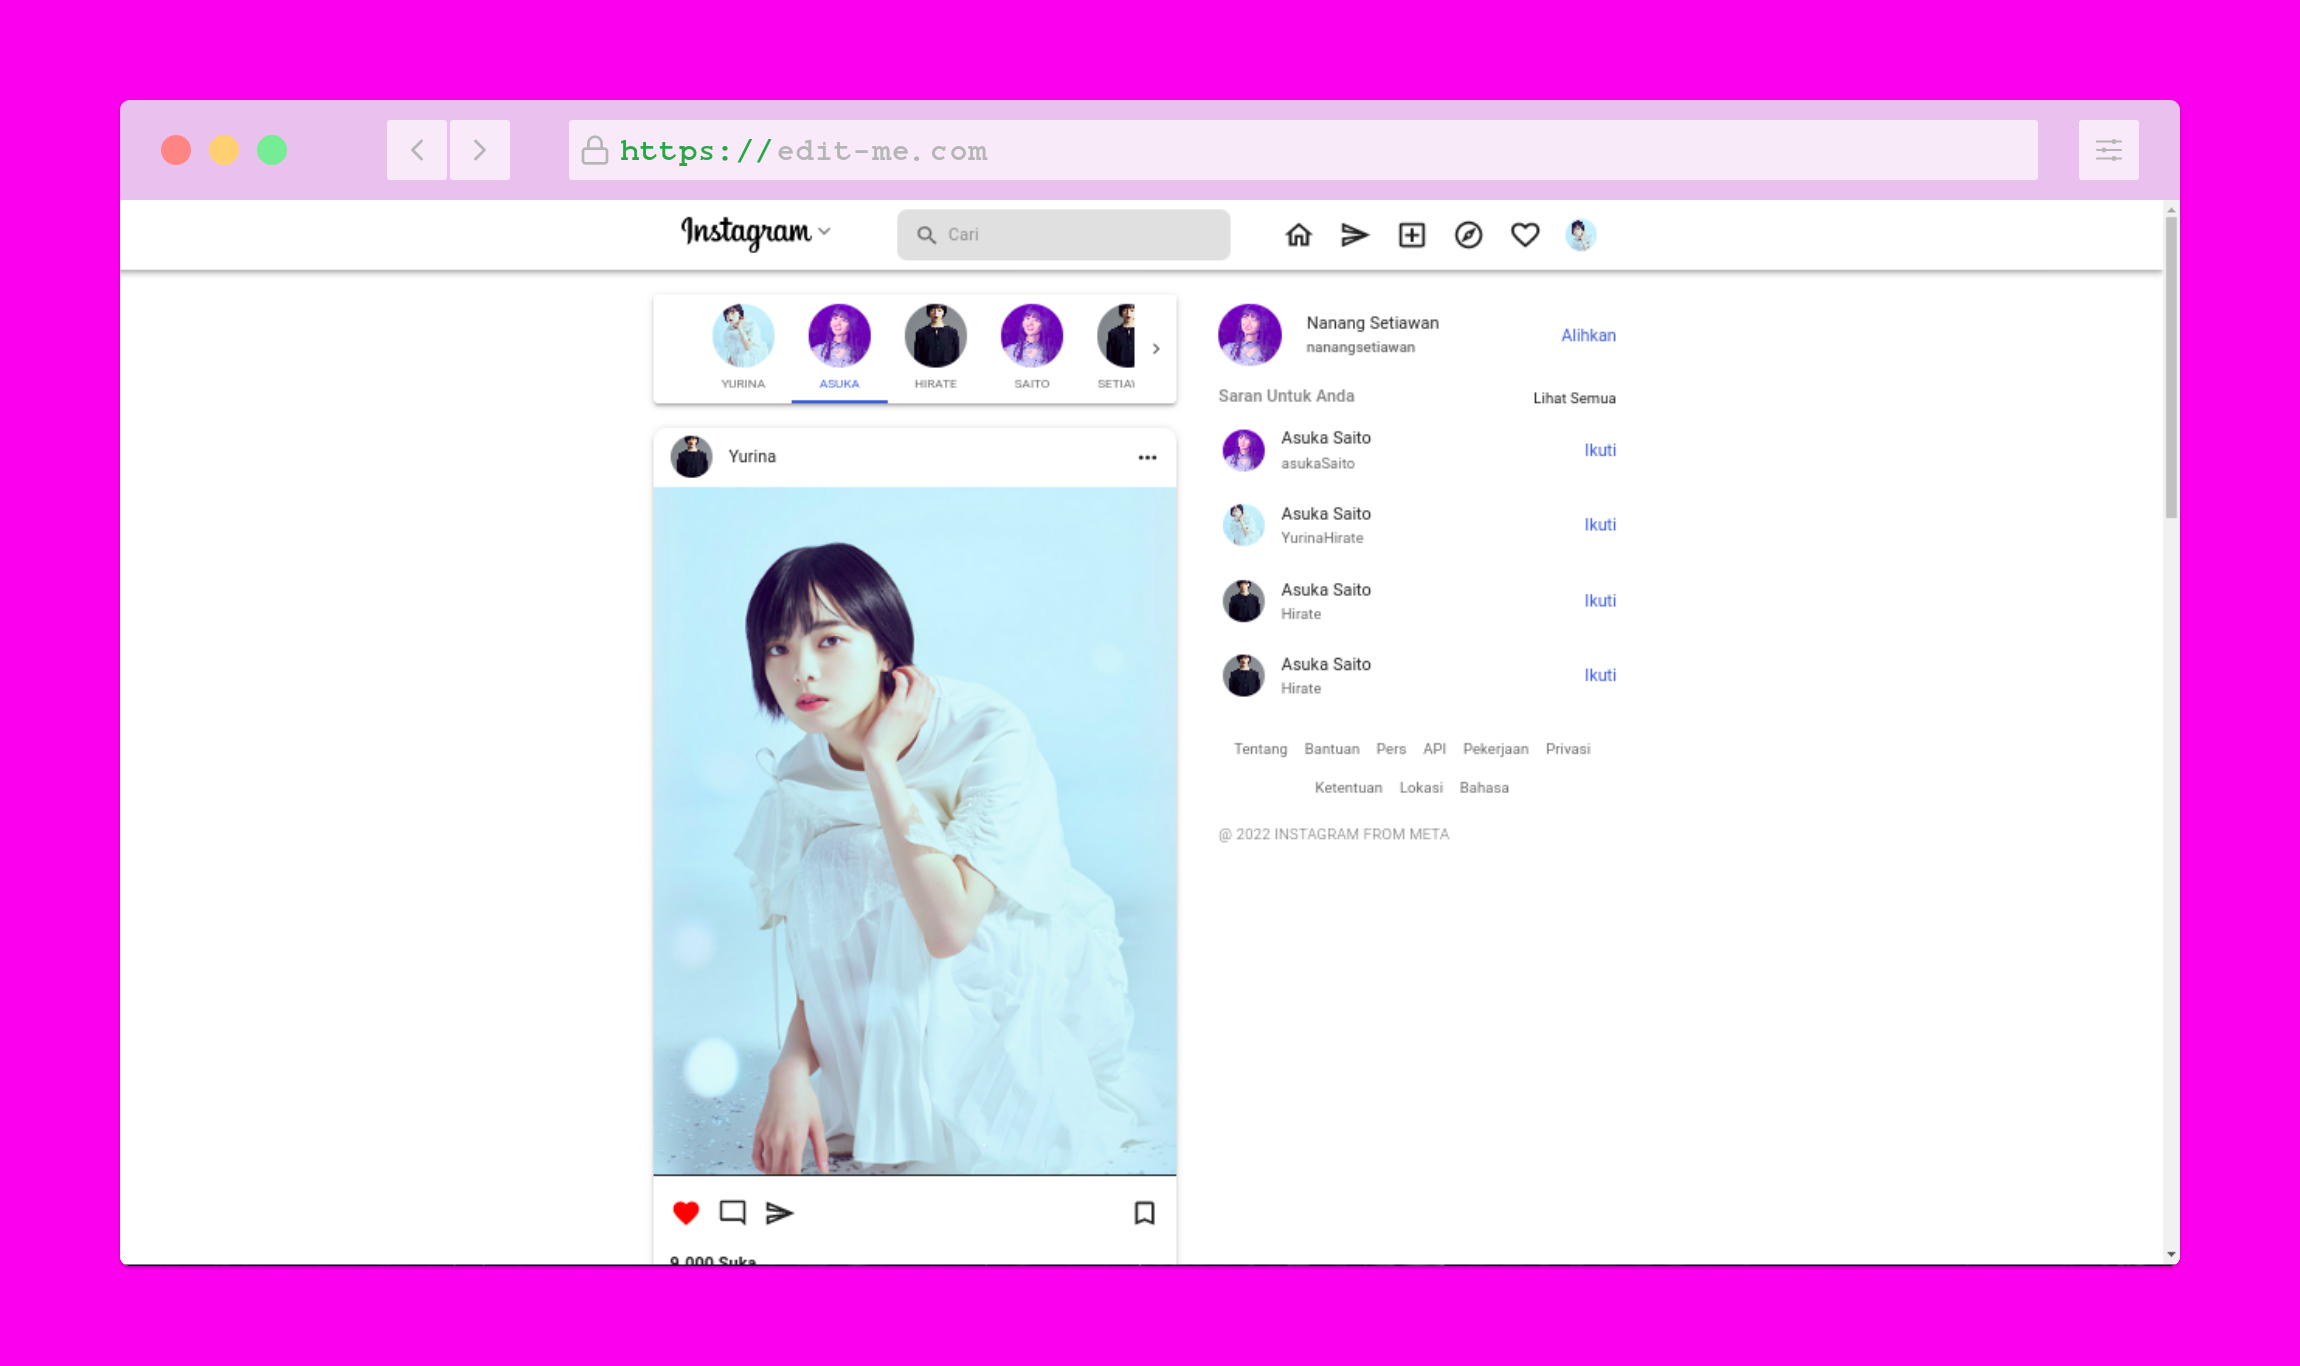 https://edit-me.com
Instagram
Cari
YURINA
ASUKA
HIRATE
SAITO
Yurina
9.000 Suka
Nanang Setiawan
nanangsetiawan
Alihkan
Saran Untuk Anda
Lihat Semua
Asuka Saito
asukaSaito
Ikuti
Asuka Saito
YurinaHirate
Ikuti
Asuka Saito
Hirate
Ikuti
Asuka Saito
Hirate
Ikuti
Tentang Bantuan Pers API Pekerjaan Privasi
Ketentuan Lokasi Bahasa
@ 2022 INSTAGRAM FROM META